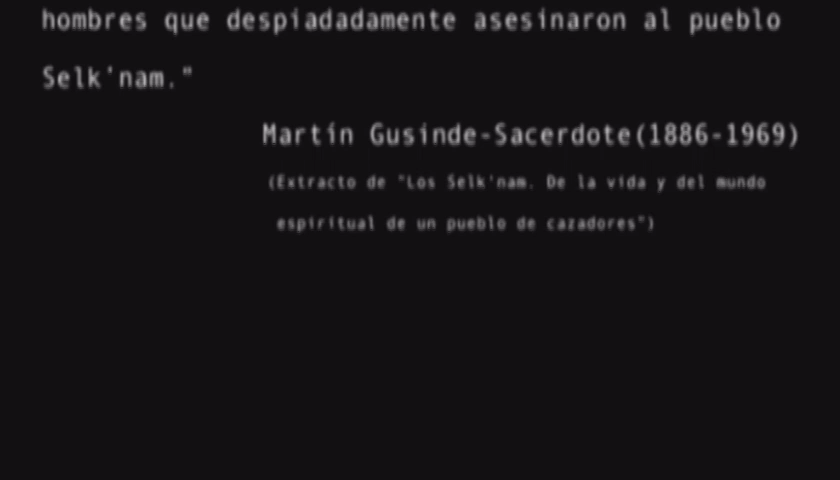 hombres que despiadadamente asesinaron al pueblo
Selk'nam."
Martín Gusinde-Sacerdote(1886-1969)
(Extracto de "Los Selk'nam. De la vida y del mundo
espiritual de un pueblo de cazadores")